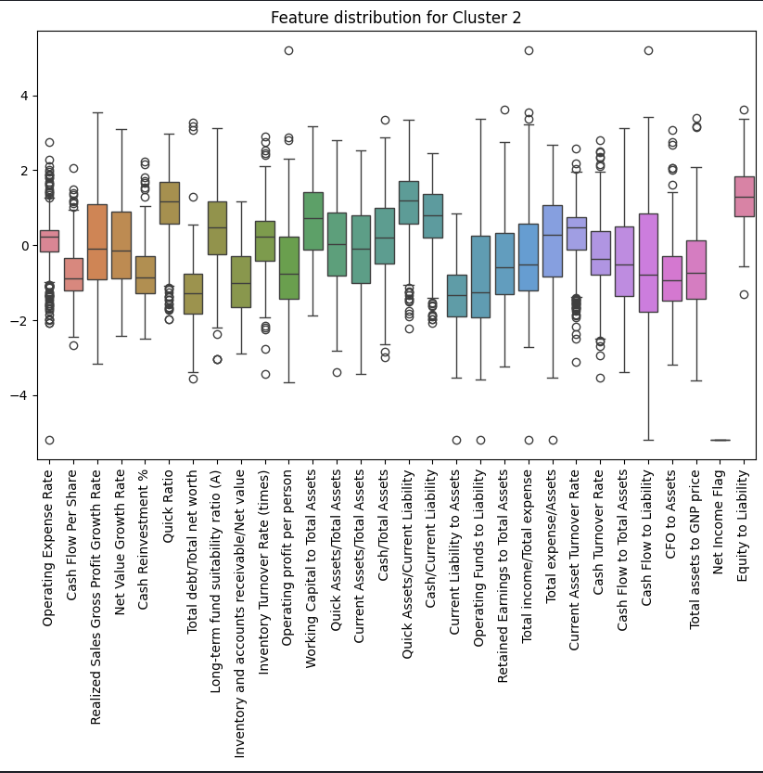 Feature distribution for Cluster 2
4
2
0
−2
−4
Operating Expense Rate
Cash Flow Per Share
Realized Sales Gross Profit Growth Rate
Net Value Growth Rate
Cash Reinvestment %
Quick Ratio
Total debt/Total net worth
Long-term fund suitability ratio (A)
Inventory and accounts receivable/Net value
Inventory Turnover Rate (times)
Operating profit per person
Working Capital to Total Assets
Quick Assets/Total Assets
Current Assets/Total Assets
Cash/Total Assets
Quick Assets/Current Liability
Cash/Current Liability
Current Liability to Assets
Operating Funds to Liability
Retained Earnings to Total Assets
Total income/Total expense
Total expense/Assets
Current Asset Turnover Rate
Cash Turnover Rate
Cash Flow to Total Assets
Cash Flow to Liability
CFO to Assets
Total assets to GNP price
Net Income Flag
Equity to Liability